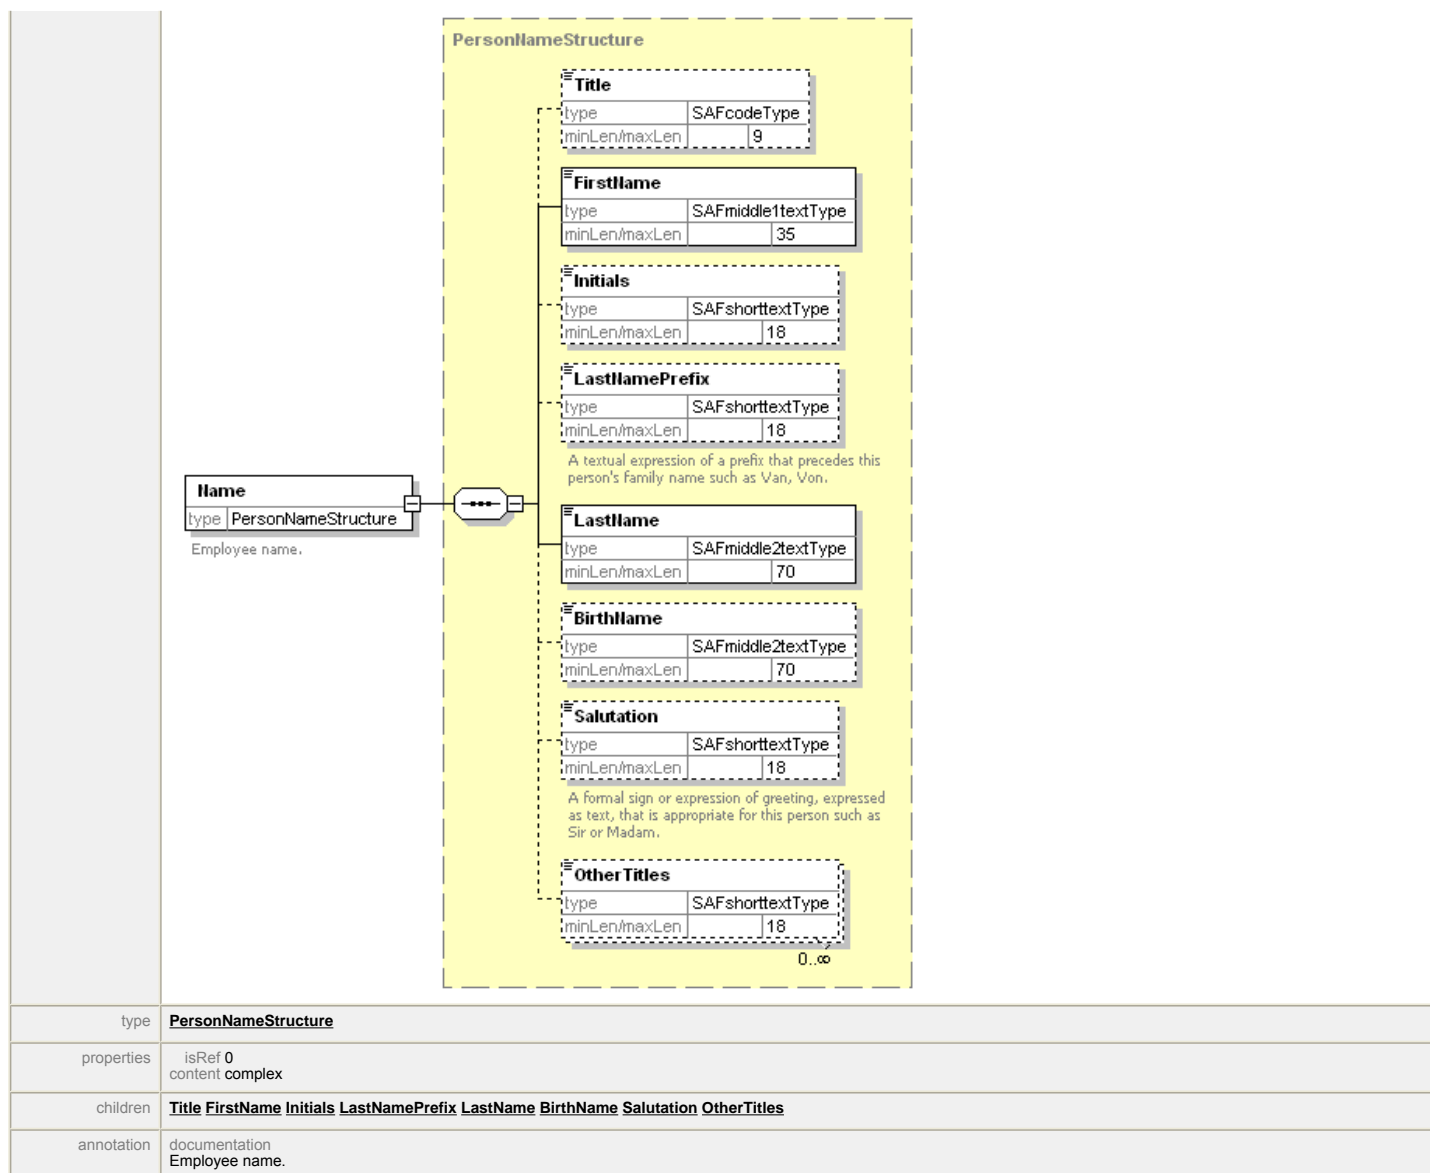 PersonNameStructure
Title
type SAFcodeType
minLen/maxLen 9
FirstName
type SAFmiddle1textType
minLen/maxLen 35
Initials
type SAFshorttextType
minLen/maxLen 18
LastNamePrefix
type SAFshorttextType
minLen/maxLen 18
A textual expression of a prefix that precedes this
person's family name such as Van, Von.
Name
type PersonNameStructure
Employee name.
LastName
type SAFmiddle2textType
minLen/maxLen 70
BirthName
type SAFmiddle2textType
minLen/maxLen 70
Salutation
type SAFshorttextType
minLen/maxLen 18
A formal sign or expression of greeting, expressed
as text, that is appropriate for this person such as
Sir or Madam.
OtherTitles
type SAFshorttextType
minLen/maxLen 18
0..∞
type PersonNameStructure
properties isRef 0
content complex
children Title FirstName Initials LastNamePrefix LastName BirthName Salutation OtherTitles
annotation documentation
Employee name.